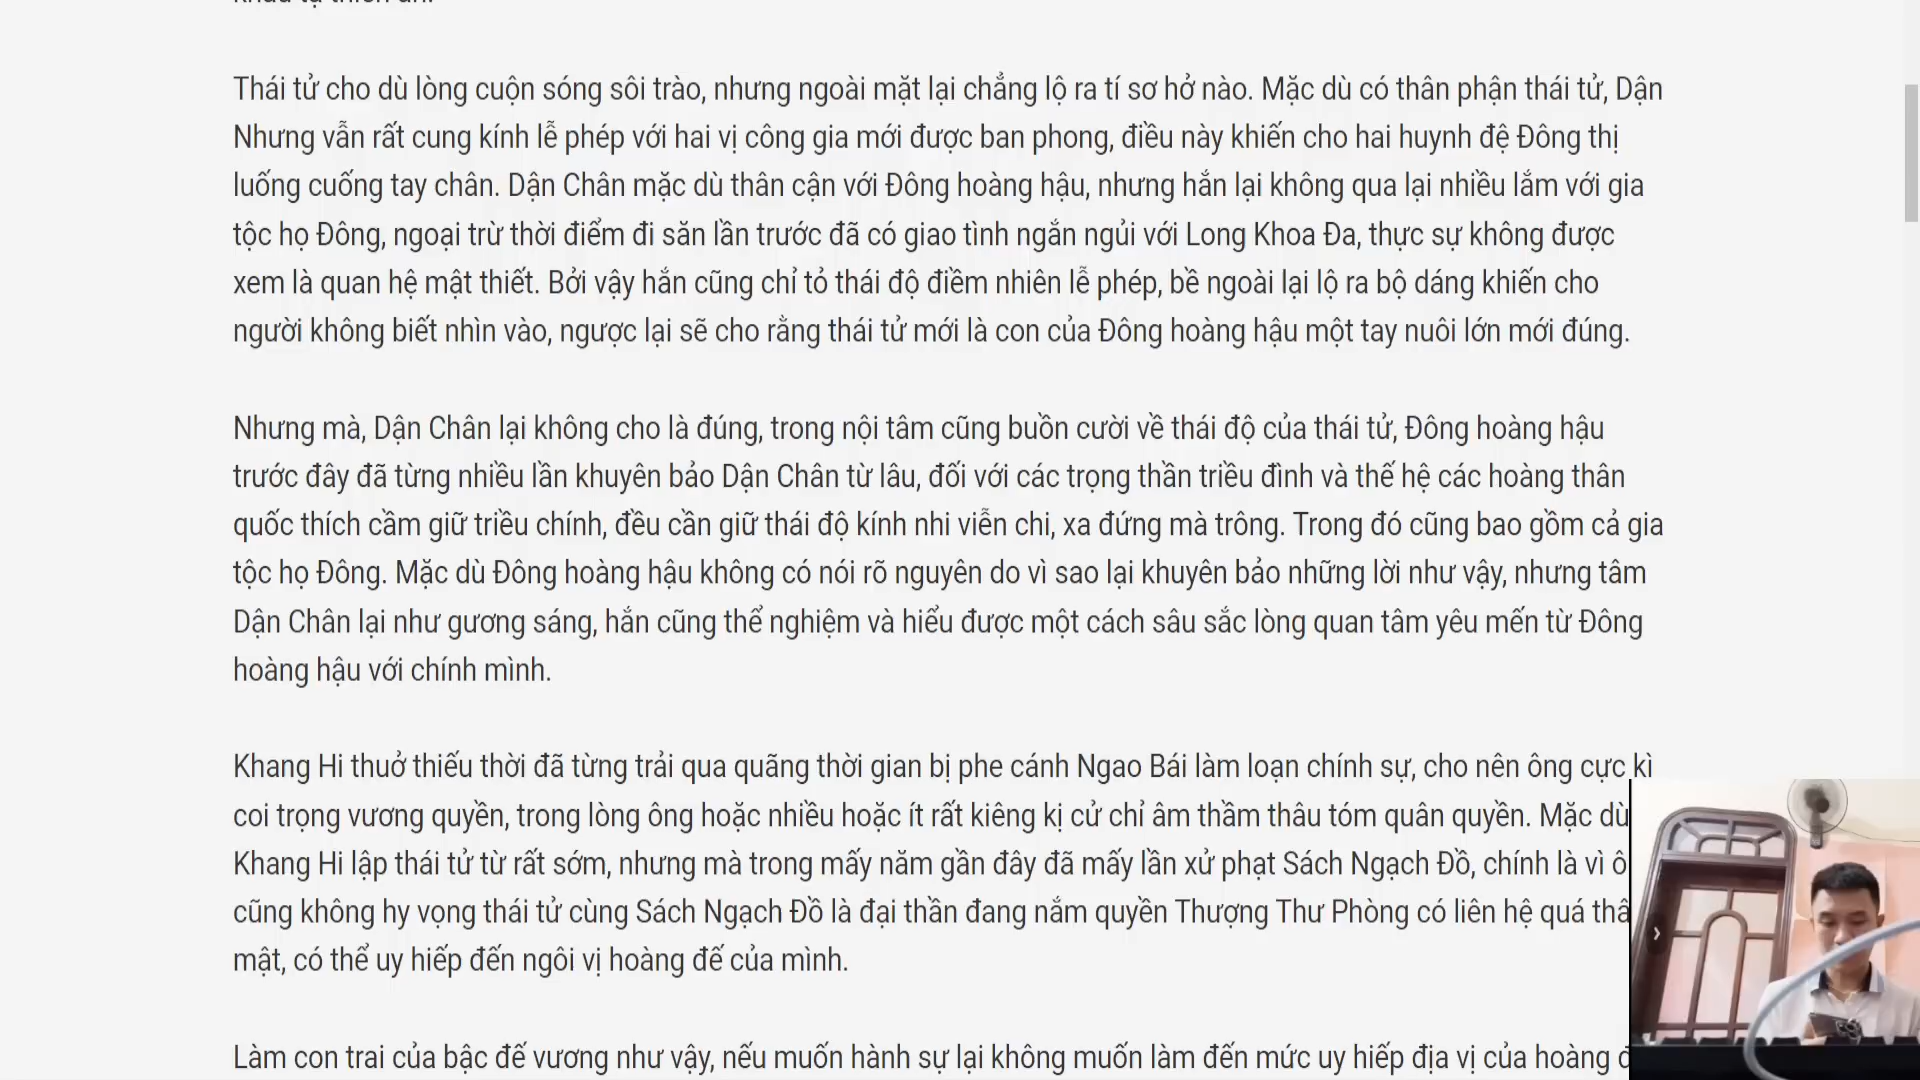 Thái tử cho dù lòng cuộn sóng sôi trào, nhưng ngoài mặt lại chẳng lộ ra tí sơ hở nào. Mặc dù có thân phận thái tử, Dận
Nhưng vẫn rất cung kính lễ phép với hai vị công gia mới được ban phong, điều này khiến cho hai huynh đệ Đông thị
luống cuống tay chân. Dận Chân mặc dù thân cận với Đông hoàng hậu, nhưng hắn lại không qua lại nhiều lắm với gia
tộc họ Đông, ngoại trừ thời điểm đi săn lần trước đã có giao tình ngắn ngủi với Long Khoa Đa, thực sự không được
xem là quan hệ mật thiết. Bởi vậy hắn cũng chỉ tỏ thái độ điềm nhiên lễ phép, bề ngoài lại lộ ra bộ dáng khiến cho
người không biết nhìn vào, ngược lại sẽ cho rằng thái tử mới là con của Đông hoàng hậu một tay nuôi lớn mới đúng.
Nhưng mà, Dận Chân lại không cho là đúng, trong nội tâm cũng buồn cười về thái độ của thái tử, Đông hoàng hậu
trước đây đã từng nhiều lần khuyên bảo Dận Chân từ lâu, đối với các trọng thần triều đình và thế hệ các hoàng thân
quốc thích cầm giữ triều chính, đều cần giữ thái độ kính nhi viễn chi, xa đứng mà trông. Trong đó cũng bao gồm cả gia
tộc họ Đông. Mặc dù Đông hoàng hậu không có nói rõ nguyên do vì sao lại khuyên bảo những lời như vậy, nhưng tâm
Dận Chân lại như gương sáng, hắn cũng thể nghiệm và hiểu được một cách sâu sắc lòng quan tâm yêu mến từ Đông
hoàng hậu với chính mình.
Khang Hi thuở thiếu thời đã từng trải qua quãng thời gian bị phe cánh Ngao Bái làm loạn chính sự, cho nên ông cực kì
coi trọng vương quyền, trong lòng ông hoặc nhiều hoặc ít rất kiêng kị cử chỉ âm thầm thâu tóm quân quyền. Mặc dù
Khang Hi lập thái tử từ rất sớm, nhưng mà trong mấy năm gần đây đã mấy lần xử phạt Sách Ngạch Đồ, chính là vì
cũng không hy vọng thái tử cùng Sách Ngạch Đồ là đại thần đang nắm quyền Thượng Thư Phòng có liên hệ quá
mật, có thể uy hiếp đến ngôi vị hoàng đế của mình.
Làm con trai của bậc đế vương như vậy, nếu muốn hành sự lại không muốn làm đến mức uy hiếp địa vị của hoàng